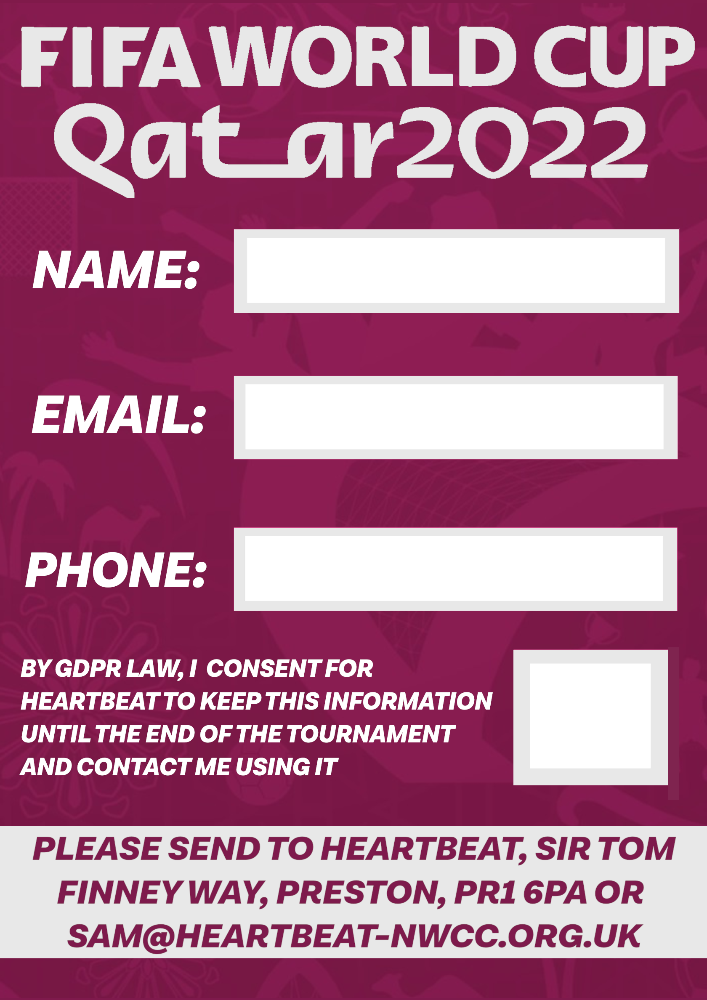 FIFA WORLD CUP
Qatar2022
NAME:
EMAIL:
PHONE:
BY GDPR LAW, I  CONSENT FOR
HEARTBEAT TO KEEP THIS INFORMATION
UNTIL THE END OF THE TOURNAMENT
AND CONTACT ME USING IT
PLEASE SEND TO HEARTBEAT, SIR TOM
FINNEY WAY, PRESTON, PR1 6PA OR
SAM@HEARTBEAT-NWCC.ORG.UK